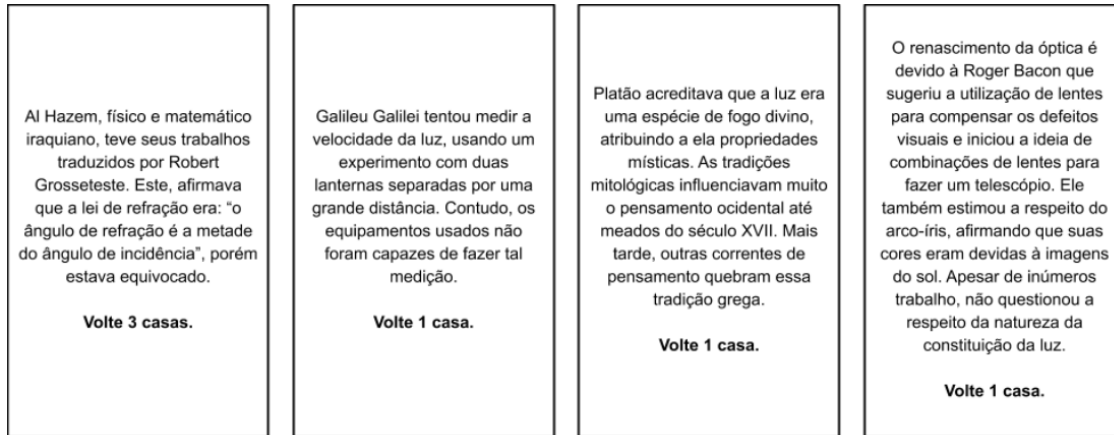 Al Hazem, físico e matemático
iraquiano, teve seus trabalhos
traduzidos por Robert
Grosseteste. Este, afirmava
que a lei de refração era: “o
ângulo de refração é a metade
do ângulo de incidência”, porém
estava equivocado.
Volte 3 casas.
Galileu Galilei tentou medir a
velocidade da luz, usando um
experimento com duas
lanternas separadas por uma
grande distância. Contudo, os
equipamentos usados não
foram capazes de fazer tal
medição.
Volte 1 casa.
Platão acreditava que a luz era
uma espécie de fogo divino,
atribuindo a ela propriedades
místicas. As tradições
mitológicas influenciavam muito
o pensamento ocidental até
meados do século XVII. Mais
tarde, outras correntes de
pensamento quebram essa
tradição grega.
Volte 1 casa.
O renascimento da óptica é
devido à Roger Bacon que
sugeriu a utilização de lentes
para compensar os defeitos
visuais e iniciou a ideia de
combinações de lentes para
fazer um telescópio. Ele
também estimou a respeito do
arco-íris, afirmando que suas
cores eram devidas à imagens
do sol. Apesar de inúmeros
trabalho, não questionou a
respeito da natureza da
constituição da luz.
Volte 1 casa.